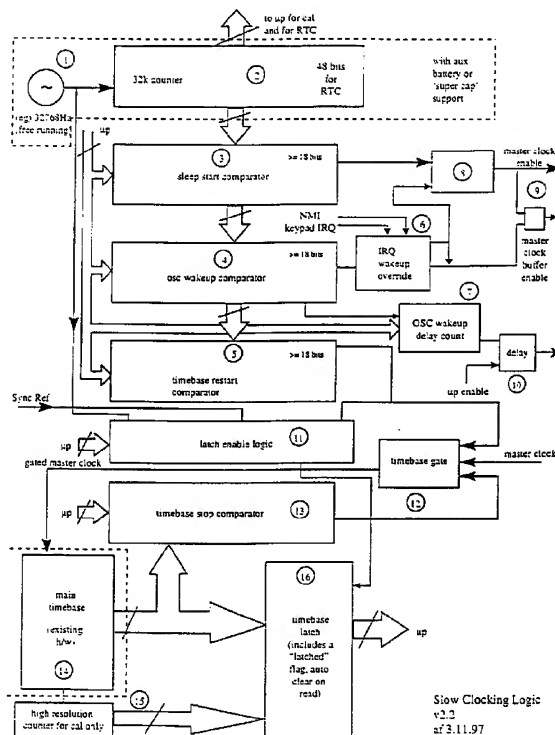 to up for cal
and for RTC
1
32k counter
2
48 bits
for
RTC
with aux
battery or
'super cap'
support
(eg) 32768Hz
free running
up
3
>= 18 bits
sleep start comparator
master clock
enable
8
9
NMI
keypad IRQ
6
4
>= 18 bits
osc wakeup comparator
IRQ
wakeup
override
master
clock
buffer
enable
7
OSC wakeup
delay count
5
>= 18 bits
timebase restart
comparator
delay
10
up enable
Sync Ref
up
latch enable logic
11
gated master clock
timebase gate
master clock
12
up
timebase stop comparator
13
main
timebase
(existing
h/w)
14
16
timebase
latch
(includes a
"latched"
flag, auto
clear on
read)
up
15
high resolution
counter for cal only
Slow Clocking Logic
v2.2
af 3.11.97